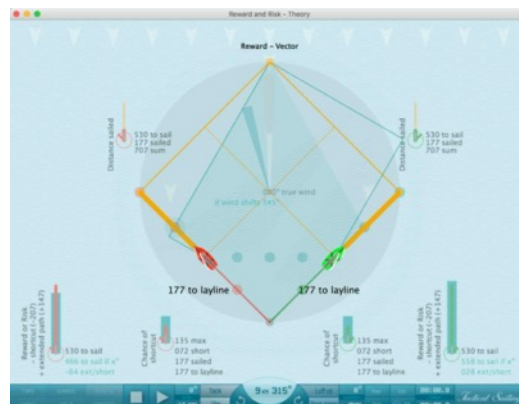 Reward and Risk – Theory
Reward – Vector
Distance sailed
530 to sail
177 sailed
707 sum
Distance sailed
530 to sail
177 sailed
707 sum
true wind
if wind shifts 345°
177 to layline
177 to layline
Reward or Risk
– shortcut (–207)
+ extended path (+147)
530 to sail
466 to sail if x°
–64 ext/short
Chance of
shortcut
135 max
072 short
177 sailed
177 to layline
Chance of
shortcut
135 max
072 short
177 sailed
177 to layline
Reward or Risk
– shortcut (–207)
+ extended path (+147)
530 to sail
558 to sail if x°
028 ext/short
Tack
9 kn 315°
LuPus
Tactical Sailing